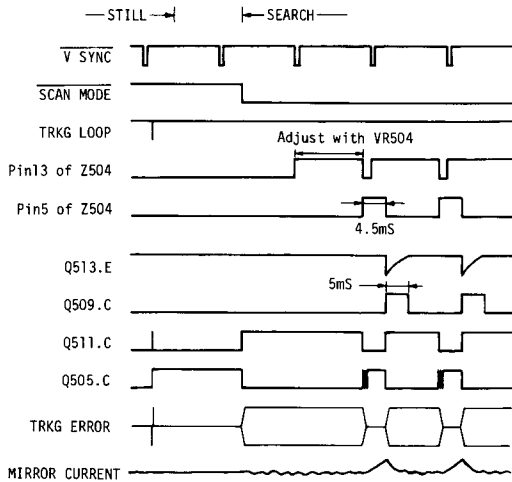 STILL
SEARCH
V SYNC
SCAN MODE
TRKG LOOP
Adjust with VR504
Pin13 of Z504
Pin5 of Z504
4.5mS
Q513.E
5mS
Q509.C
Q511.C
Q505.C
TRKG ERROR
MIRROR CURRENT